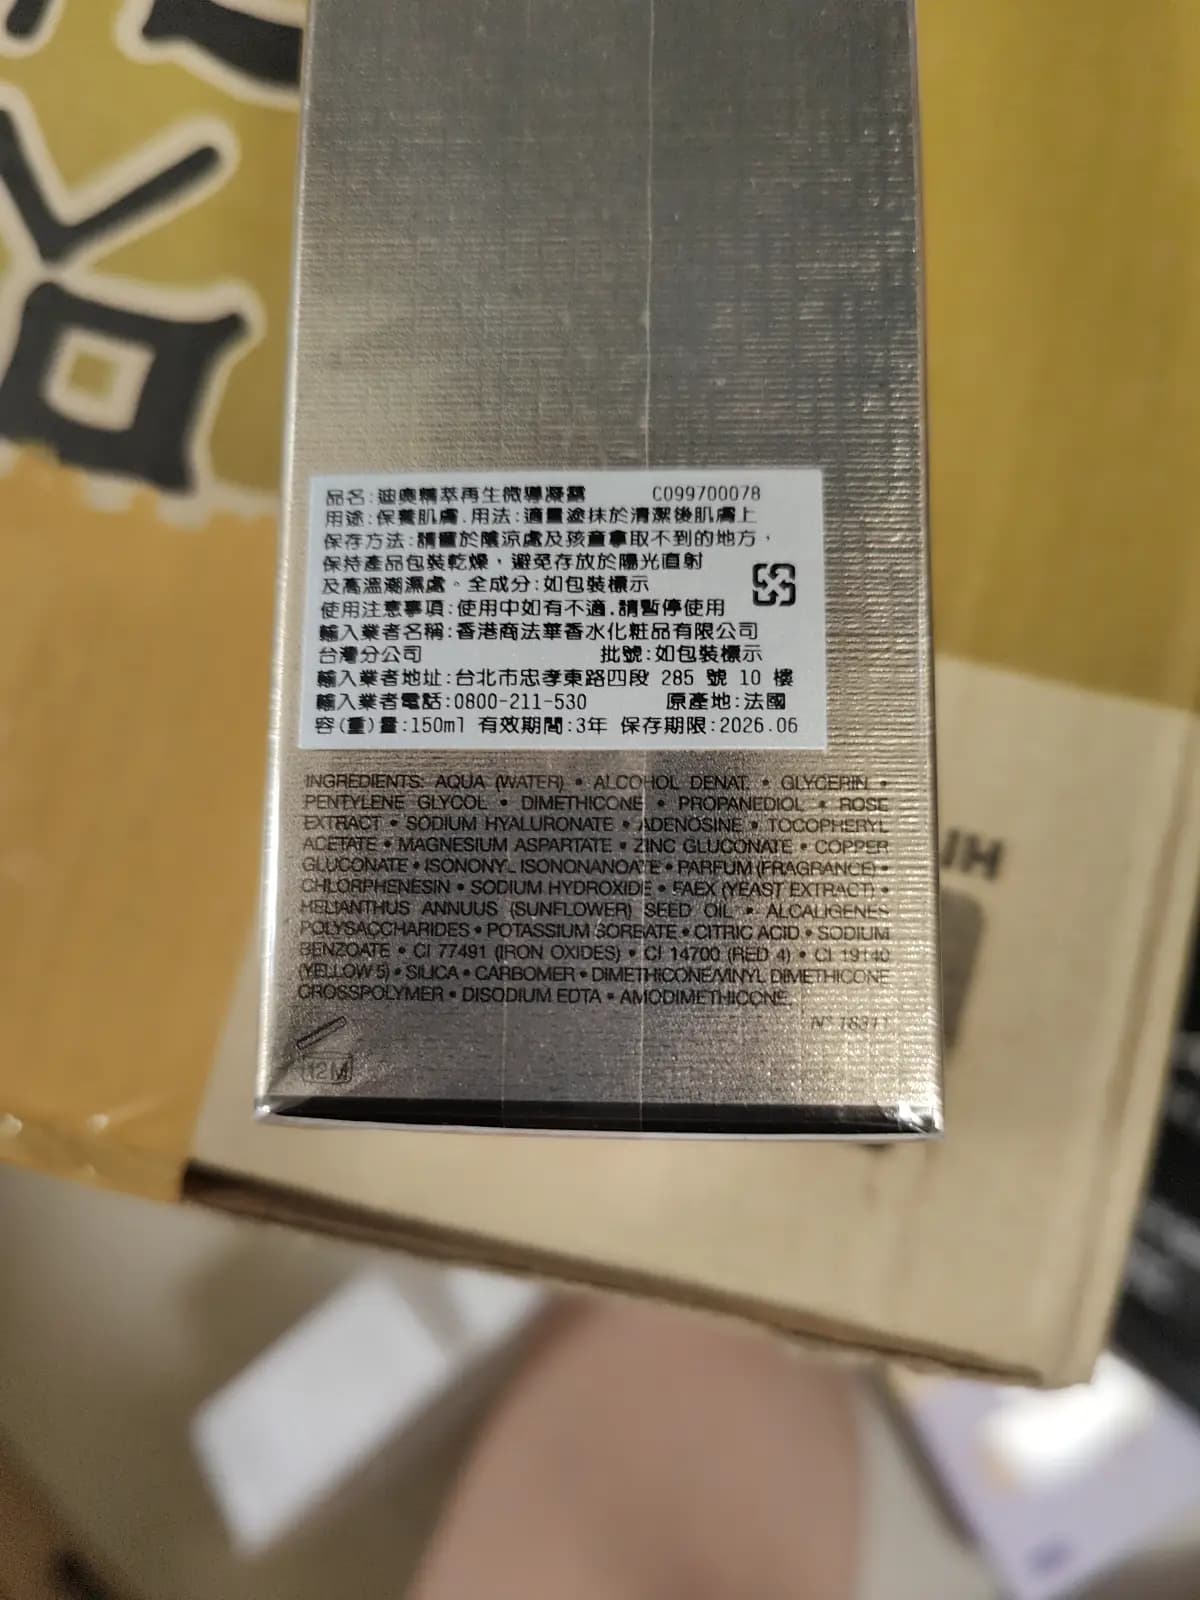 品名:迪奧精萃再生微導凝露 C099700078
用途:保養肌膚.用法:適量塗抹於清潔後肌膚上
保存方法:請置於陰涼處及孩童拿取不到的地方,
保持產品包裝乾燥,避免存放於陽光直射
及高溫潮濕處。全成分:如包裝標示
使用注意事項:使用中如有不適,請暫停使用
輸入業者名稱:香港商法華香水化粧品有限公司
台灣分公司 批號:如包裝標示
輸入業者地址:台北市忠孝東路四段 285 號 10 樓
輸入業者電話:0800-211-530 原產地:法國
容(重)量:150ml 有效期間:3年 保存期限:2026.06
INGREDIENTS: AQUA (WATER) • ALCOHOL DENAT. • GLYCERIN •
PENTYLENE GLYCOL • DIMETHICONE • PROPANEDIOL • ROSE
EXTRACT • SODIUM HYALURONATE • ADENOSINE • TOCOPHERYL
ACETATE • MAGNESIUM ASPARTATE • ZINC GLUCONATE • COPPER
GLUCONATE • ISONONYL ISONONANOATE • PARFUM (FRAGRANCE) •
CHLORPHENESIN • SODIUM HYDROXIDE • FAEX (YEAST EXTRACT) •
HELIANTHUS ANNUUS (SUNFLOWER) SEED OIL • ALCALIGENES
POLYSACCHARIDES • POTASSIUM SORBATE • CITRIC ACID • SODIUM
BENZOATE • CI 77491 (IRON OXIDES) • CI 14700 (RED 4) • CI 19140
(YELLOW 5) • SILICA • CARBOMER • DIMETHICONE/VINYL DIMETHICONE
CROSSPOLYMER • DISODIUM EDTA • AMODIMETHICONE.
12M